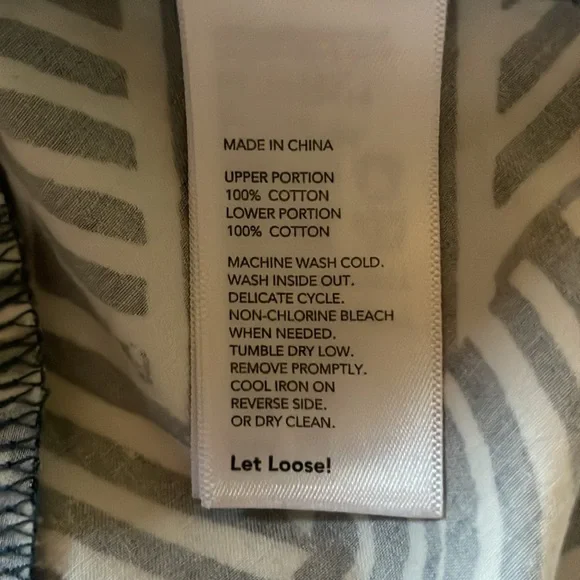 MADE IN CHINA
UPPER PORTION
100% COTTON
LOWER PORTION
100% COTTON
MACHINE WASH COLD.
WASH INSIDE OUT.
DELICATE CYCLE.
NON-CHLORINE BLEACH
WHEN NEEDED.
TUMBLE DRY LOW.
REMOVE PROMPTLY.
COOL IRON ON
REVERSE SIDE.
OR DRY CLEAN.
Let Loose!